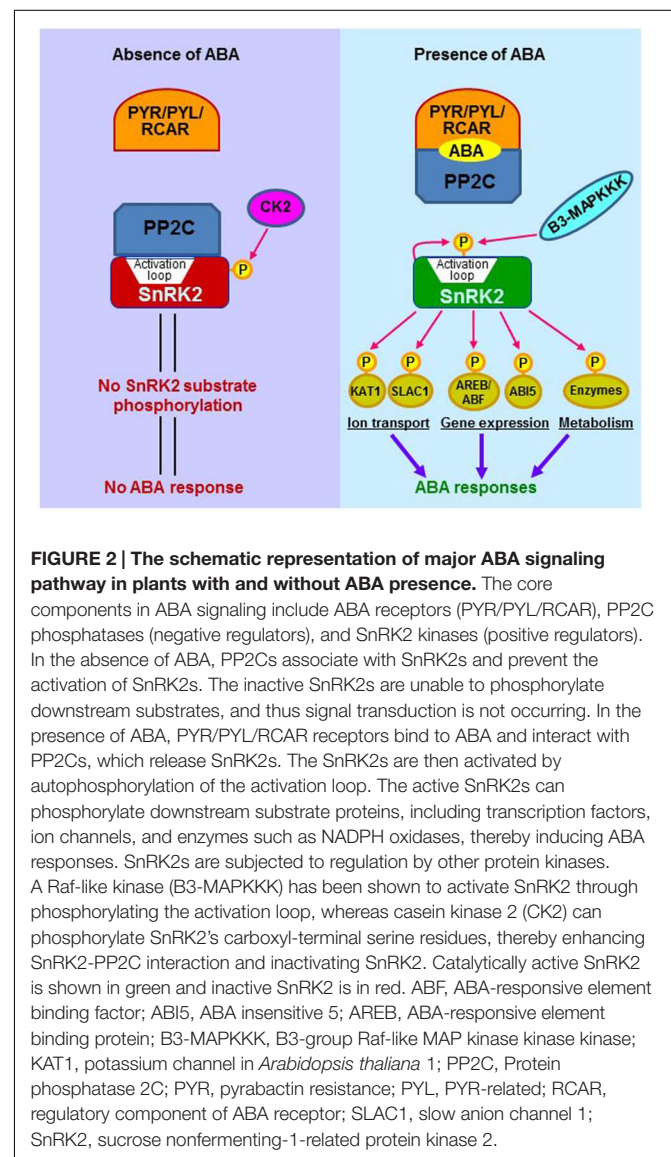 Absence of ABA
PYR/PYL/
RCAR
CK2
PP2C
P
Activation
loop
SnRK2
No SnRK2 substrate
phosphorylation
No ABA response
Presence of ABA
PYR/PYL/
RCAR
ABA
PP2C
B3-MAPKKK
P
Activation
loop
SnRK2
P P P P P
KAT1 SLAC1 AREB/ ABI5 Enzymes
ABF
Ion transport Gene expression Metabolism
ABA responses
FIGURE 2 | The schematic representation of major ABA signaling
pathway in plants with and without ABA presence. The core
components in ABA signaling include ABA receptors (PYR/PYL/RCAR), PP2C
phosphatases (negative regulators), and SnRK2 kinases (positive regulators).
In the absence of ABA, PP2Cs associate with SnRK2s and prevent the
activation of SnRK2s. The inactive SnRK2s are unable to phosphorylate
downstream substrates, and thus signal transduction is not occurring. In the
presence of ABA, PYR/PYL/RCAR receptors bind to ABA and interact with
PP2Cs, which release SnRK2s. The SnRK2s are then activated by
autophosphorylation of the activation loop. The active SnRK2s can
phosphorylate downstream substrate proteins, including transcription factors,
ion channels, and enzymes such as NADPH oxidases, thereby inducing ABA
responses. SnRK2s are subjected to regulation by other protein kinases.
A Raf-like kinase (B3-MAPKKK) has been shown to activate SnRK2 through
phosphorylating the activation loop, whereas casein kinase 2 (CK2) can
phosphorylate SnRK2's carboxyl-terminal serine residues, thereby enhancing
SnRK2-PP2C interaction and inactivating SnRK2. Catalytically active SnRK2
is shown in green and inactive SnRK2 is in red. ABF, ABA-responsive element
binding factor; ABI5, ABA insensitive 5; AREB, ABA-responsive element
binding protein; B3-MAPKKK, B3-group Raf-like MAP kinase kinase kinase;
KAT1, potassium channel in Arabidopsis thaliana 1; PP2C, Protein
phosphatase 2C; PYR, pyrabactin resistance; PYL, PYR-related; RCAR,
regulatory component of ABA receptor; SLAC1, slow anion channel 1;
SnRK2, sucrose nonfermenting-1-related protein kinase 2.